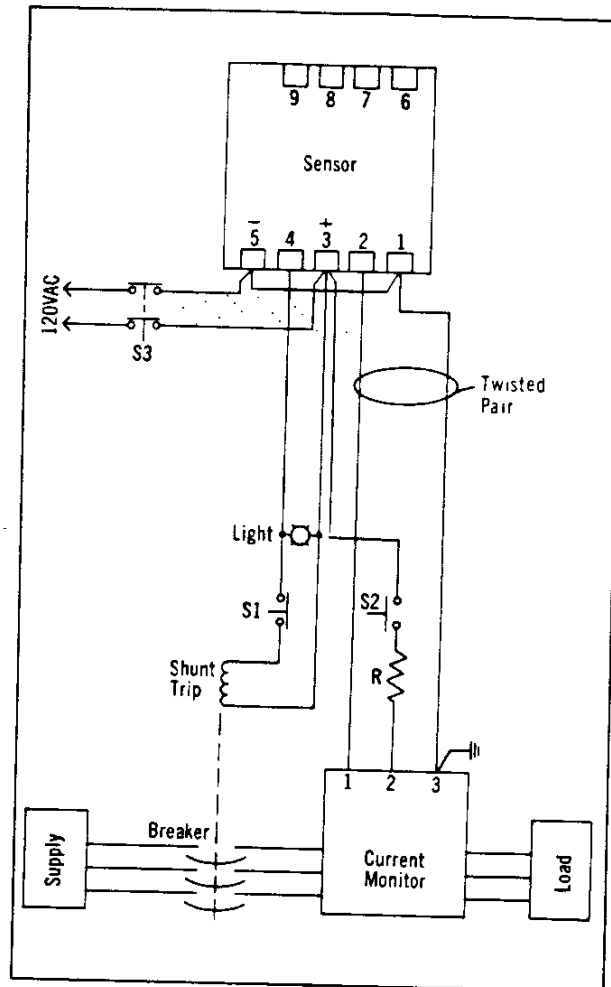 9 8 7 6
Sensor
− +
5 4 3 2 1
120VAC
S3
Twisted
Pair
Light
S1 S2
Shunt
Trip
R
1 2 3
Breaker
Supply
Current
Monitor
Load